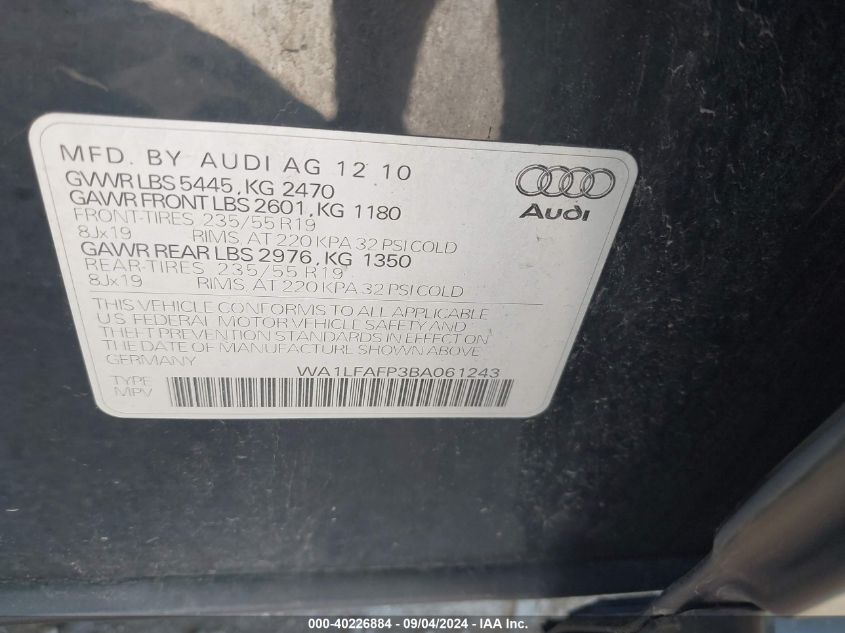 MFD. BY AUDI AG 12 10
GVWR LBS 5445, KG 2470
GAWR FRONT LBS 2601, KG 1180
FRONT-TIRES 235/55 R19
8Jx19 RIMS, AT 220 KPA 32 PSI COLD
GAWR REAR LBS 2976, KG 1350
REAR-TIRES 235/55 R19
8Jx19 RIMS, AT 220 KPA 32 PSI COLD
THIS VEHICLE CONFORMS TO ALL APPLICABLE
U.S. FEDERAL MOTOR VEHICLE SAFETY AND
THEFT PREVENTION STANDARDS IN EFFECT ON
THE DATE OF MANUFACTURE SHOWN ABOVE
GERMANY
WA1LFAFP3BA061243
TYPE
MPV
Audi
000-40226884 - 09/04/2024 - IAA Inc.